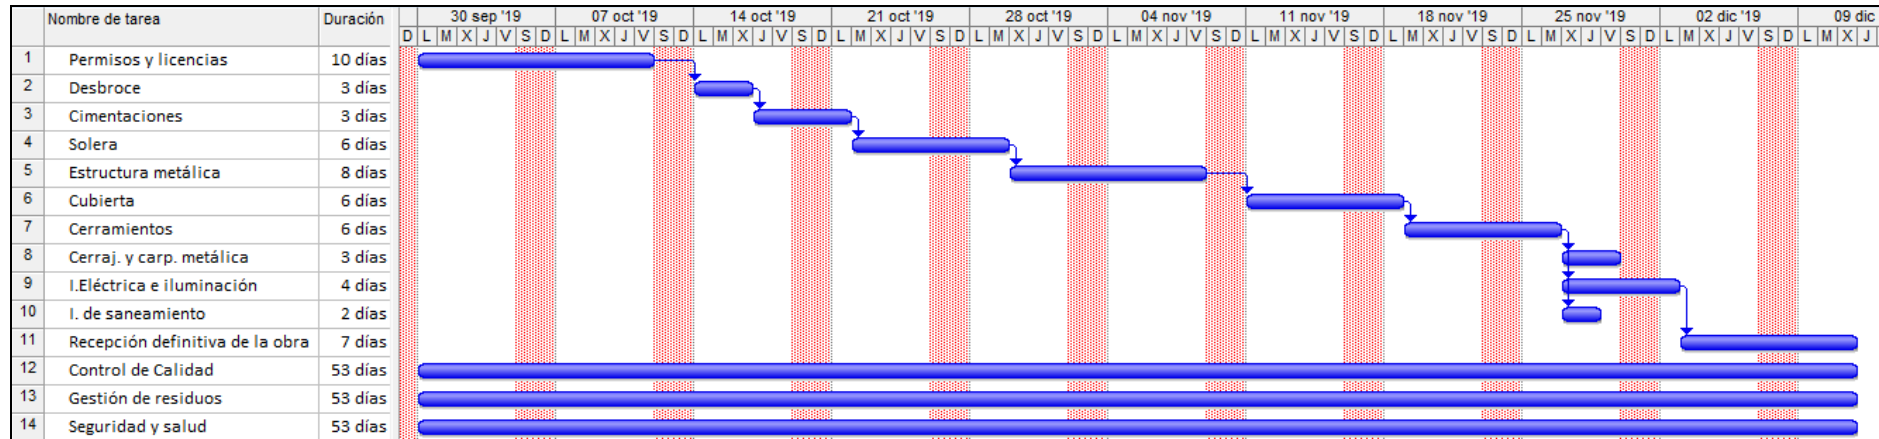 Nombre de tarea Duración 30 sep '19 07 oct '19 14 oct '19 21 oct '19 28 oct '19 04 nov '19 11 nov '19 18 nov '19 25 nov '19 02 dic '19 09 dic
D L M X J V S D L M X J V S D L M X J V S D L M X J V S D L M X J V S D L M X J V S D L M X J V S D L M X J V S D L M X J V S D L M X J V S D L M X J
1 Permisos y licencias 10 días
2 Desbroce 3 días
3 Cimentaciones 3 días
4 Solera 6 días
5 Estructura metálica 8 días
6 Cubierta 6 días
7 Cerramientos 6 días
8 Cerraj. y carp. metálica 3 días
9 I.Eléctrica e iluminación 4 días
10 I. de saneamiento 2 días
11 Recepción definitiva de la obra 7 días
12 Control de Calidad 53 días
13 Gestión de residuos 53 días
14 Seguridad y salud 53 días